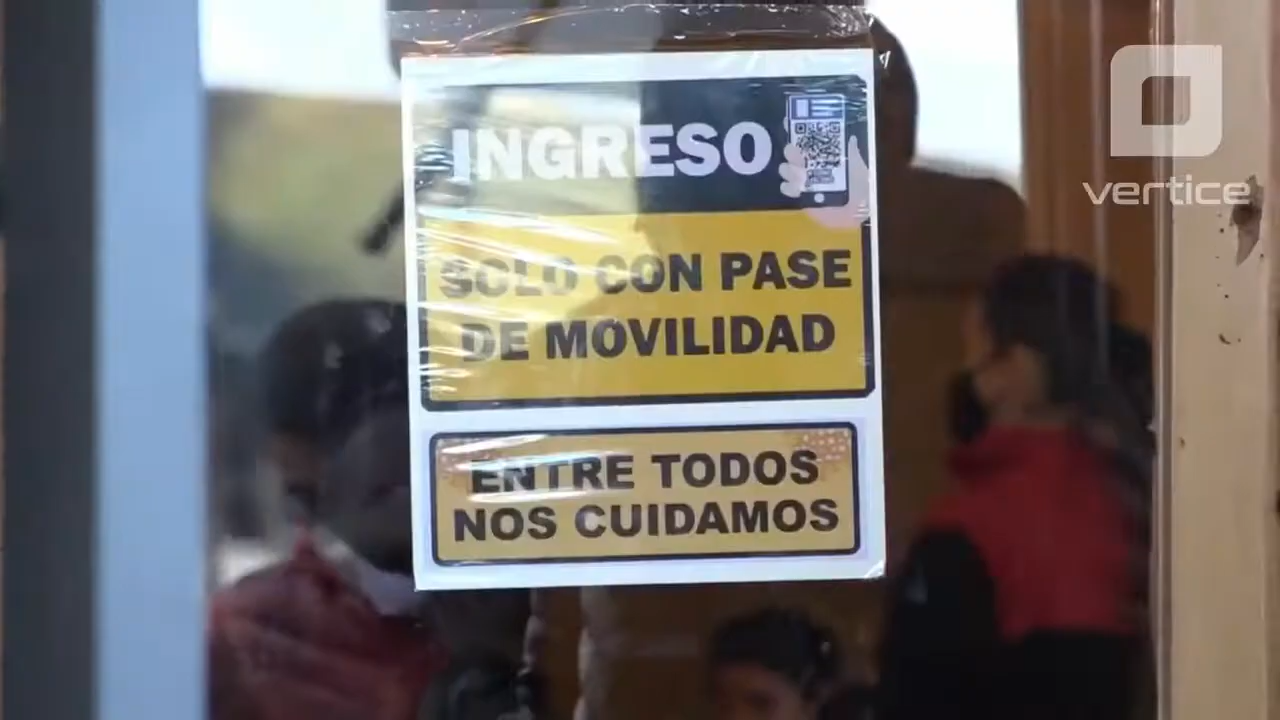 vertice
INGRESO
SOLO CON PASE
DE MOVILIDAD
ENTRE TODOS
NOS CUIDAMOS